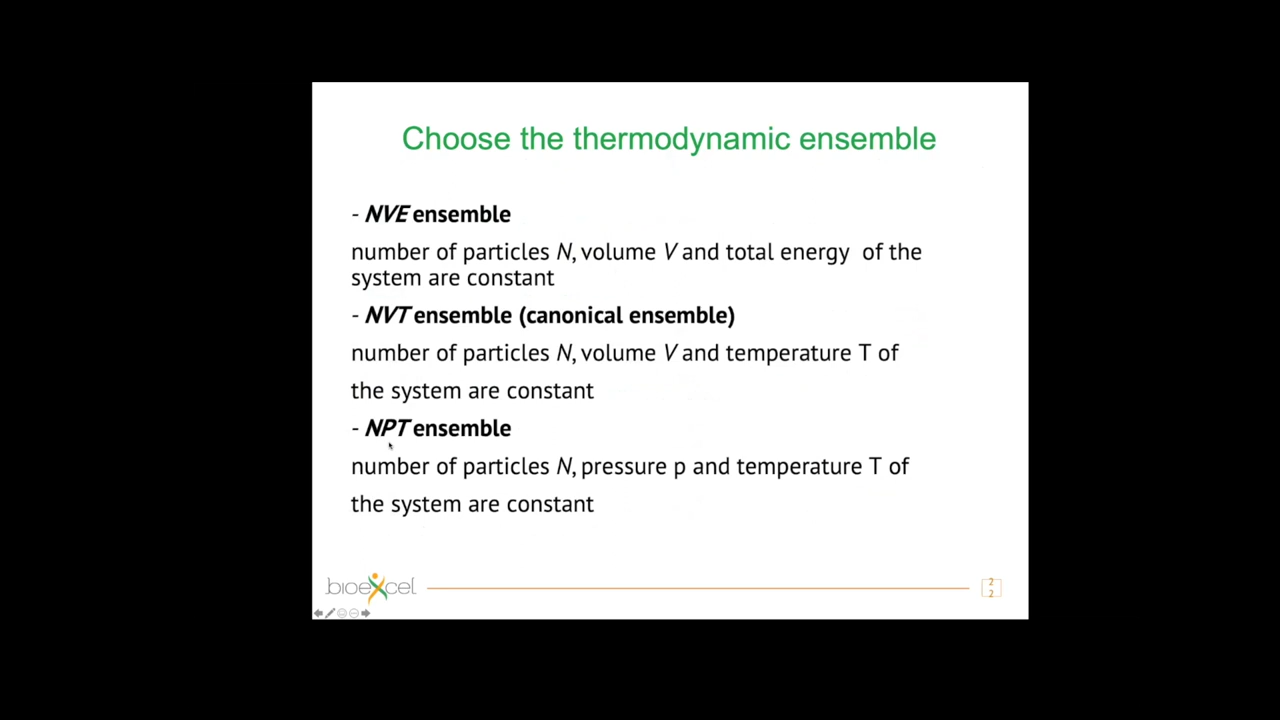 Choose the thermodynamic ensemble
- NVE ensemble
number of particles N, volume V and total energy of the
system are constant
- NVT ensemble (canonical ensemble)
number of particles N, volume V and temperature T of
the system are constant
- NPT ensemble
number of particles N, pressure p and temperature T of
the system are constant
bioexcel
2
2